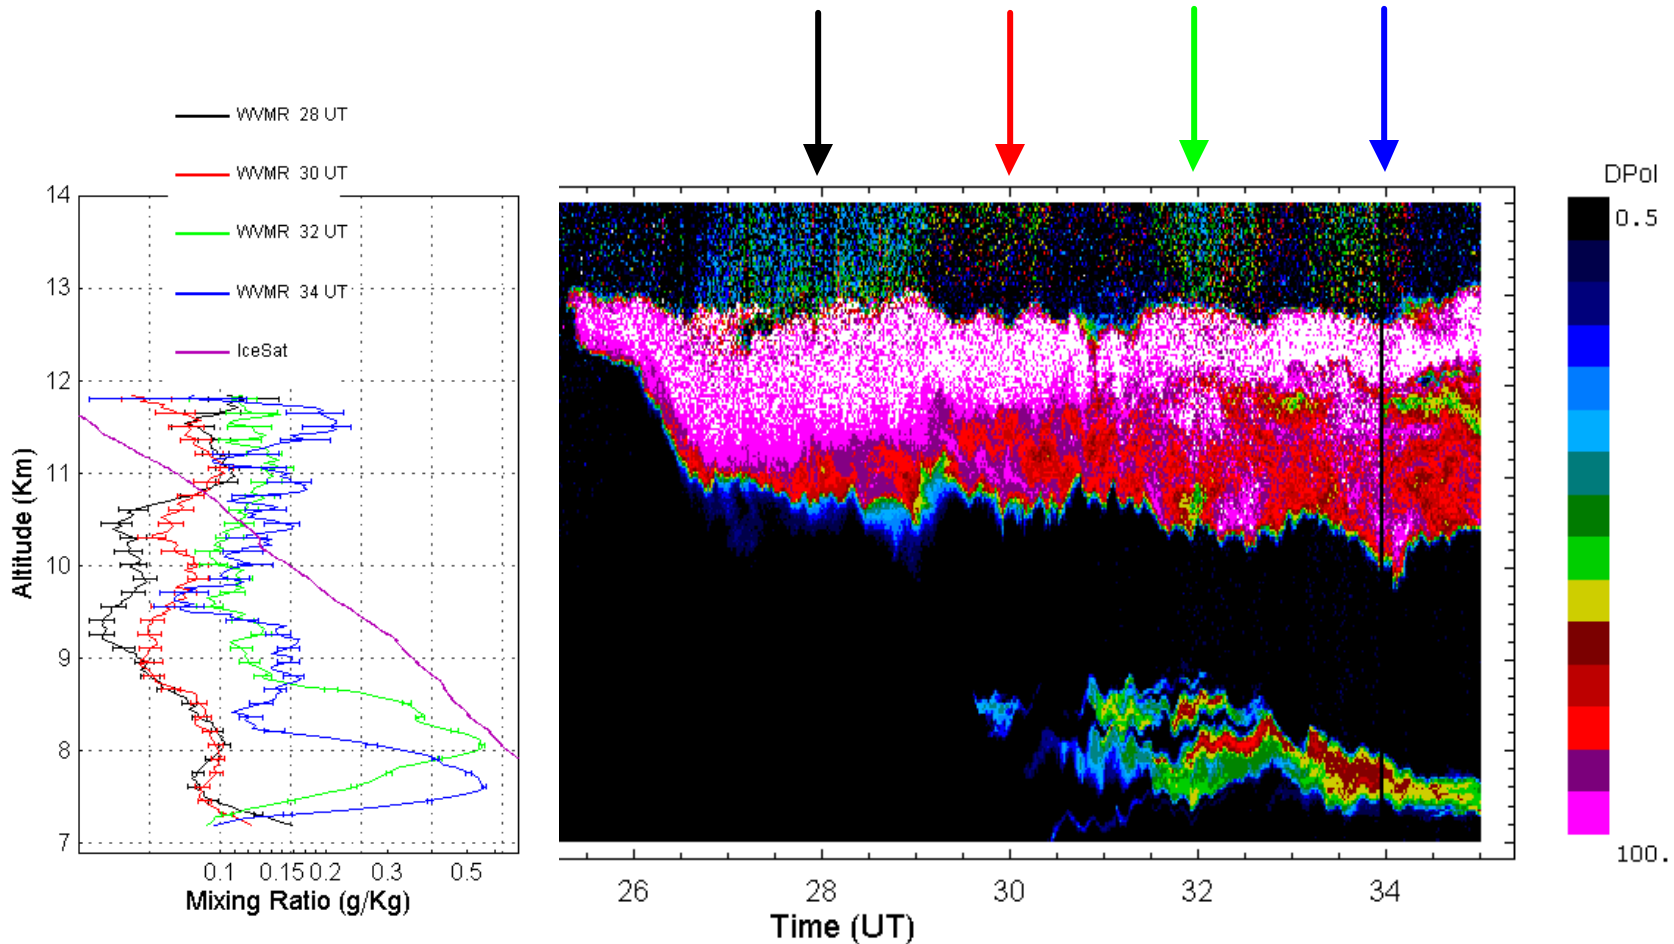 WVMR 28 UT
WVMR 30 UT
WVMR 32 UT
WVMR 34 UT
IceSat
14
13
12
11
10
9
8
7
Altitude (Km)
0.1 0.15 0.2 0.3 0.5
Mixing Ratio (g/Kg)
26 28 30 32 34
Time (UT)
DPol
0.5
100.